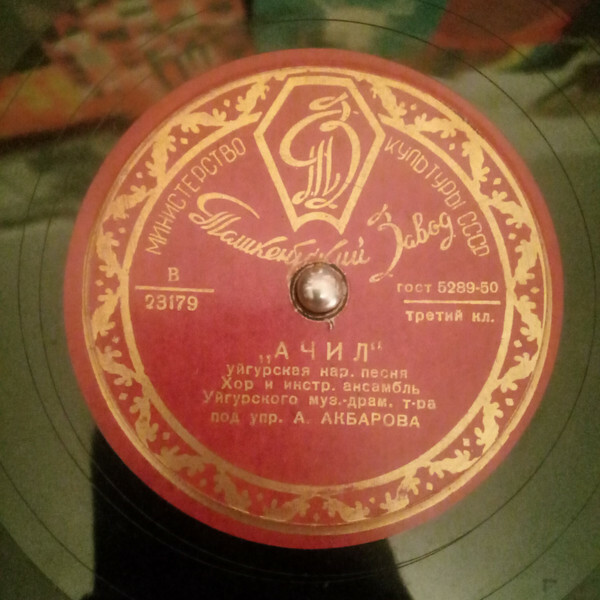 МИНИСТЕРСТВО КУЛЬТУРЫ СССР
Ташкентский Завод
В
23179
ГОСТ 5289-50
третий кл.
„АЧИЛ"
уйгурская нар. песня
Хор и инстр. ансамбль
Уйгурского муз.-драм. т-ра
под упр. А. АКБАРОВА